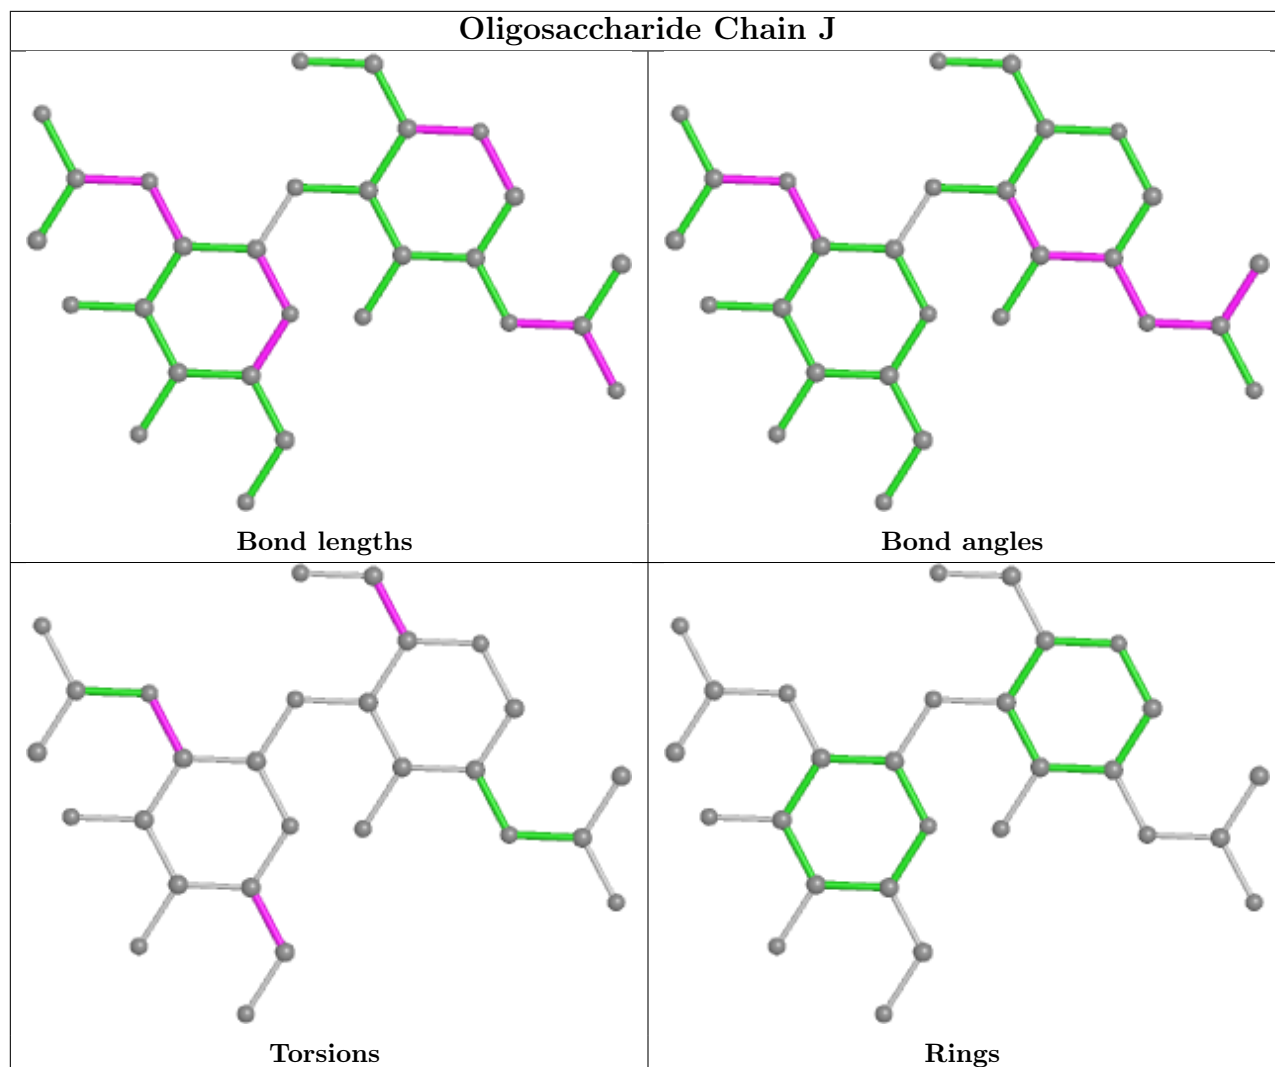 Oligosaccharide Chain J
Bond lengths
Bond angles
Torsions
Rings